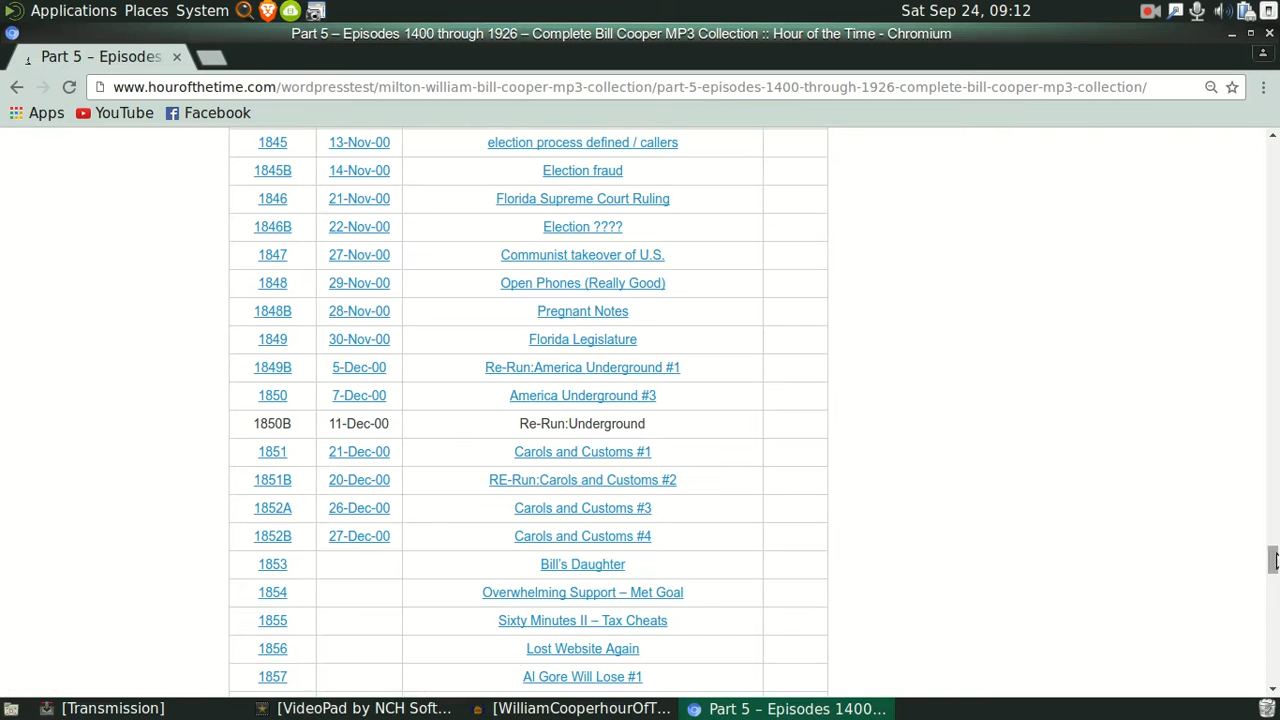 Applications Places System Sat Sep 24, 09:12
Part 5 – Episodes 1400 through 1926 – Complete Bill Cooper MP3 Collection :: Hour of the Time - Chromium
Part 5 – Episodes
www.hourofthetime.com/wordpresstest/milton-william-bill-cooper-mp3-collection/part-5-episodes-1400-through-1926-complete-bill-cooper-mp3-collection/
Apps YouTube Facebook
1845 13-Nov-00 election process defined / callers
1845B 14-Nov-00 Election fraud
1846 21-Nov-00 Florida Supreme Court Ruling
1846B 22-Nov-00 Election ????
1847 27-Nov-00 Communist takeover of U.S.
1848 29-Nov-00 Open Phones (Really Good)
1848B 28-Nov-00 Pregnant Notes
1849 30-Nov-00 Florida Legislature
1849B 5-Dec-00 Re-Run:America Underground #1
1850 7-Dec-00 America Underground #3
1850B 11-Dec-00 Re-Run:Underground
1851 21-Dec-00 Carols and Customs #1
1851B 20-Dec-00 RE-Run:Carols and Customs #2
1852A 26-Dec-00 Carols and Customs #3
1852B 27-Dec-00 Carols and Customs #4
1853 Bill's Daughter
1854 Overwhelming Support – Met Goal
1855 Sixty Minutes II – Tax Cheats
1856 Lost Website Again
1857 Al Gore Will Lose #1
[Transmission] [VideoPad by NCH Soft... [WilliamCooperhourOfT... Part 5 – Episodes 1400...